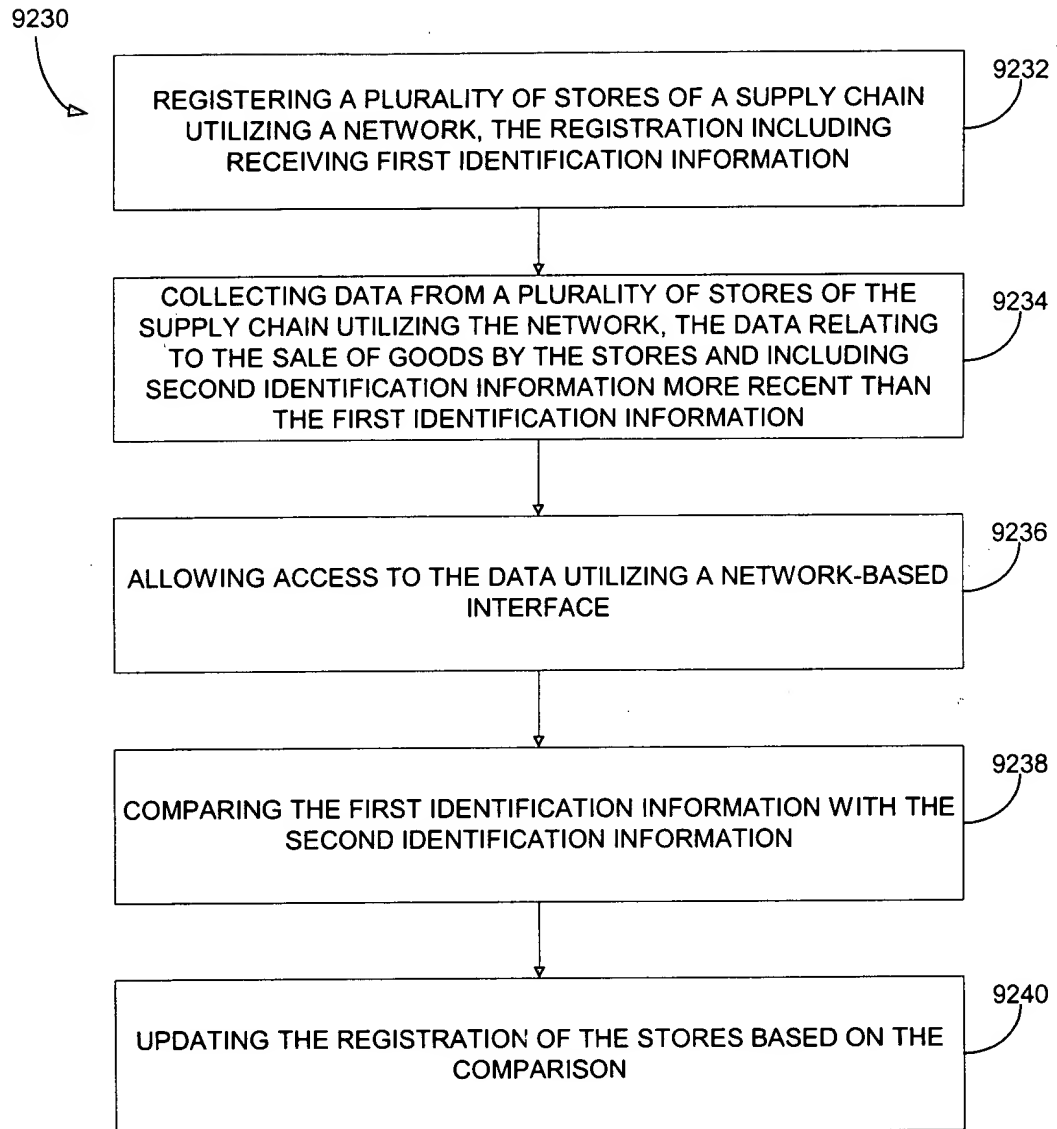 9230
9232
REGISTERING A PLURALITY OF STORES OF A SUPPLY CHAIN
UTILIZING A NETWORK, THE REGISTRATION INCLUDING
RECEIVING FIRST IDENTIFICATION INFORMATION
9234
COLLECTING DATA FROM A PLURALITY OF STORES OF THE
SUPPLY CHAIN UTILIZING THE NETWORK, THE DATA RELATING
TO THE SALE OF GOODS BY THE STORES AND INCLUDING
SECOND IDENTIFICATION INFORMATION MORE RECENT THAN
THE FIRST IDENTIFICATION INFORMATION
9236
ALLOWING ACCESS TO THE DATA UTILIZING A NETWORK-BASED
INTERFACE
9238
COMPARING THE FIRST IDENTIFICATION INFORMATION WITH THE
SECOND IDENTIFICATION INFORMATION
9240
UPDATING THE REGISTRATION OF THE STORES BASED ON THE
COMPARISON